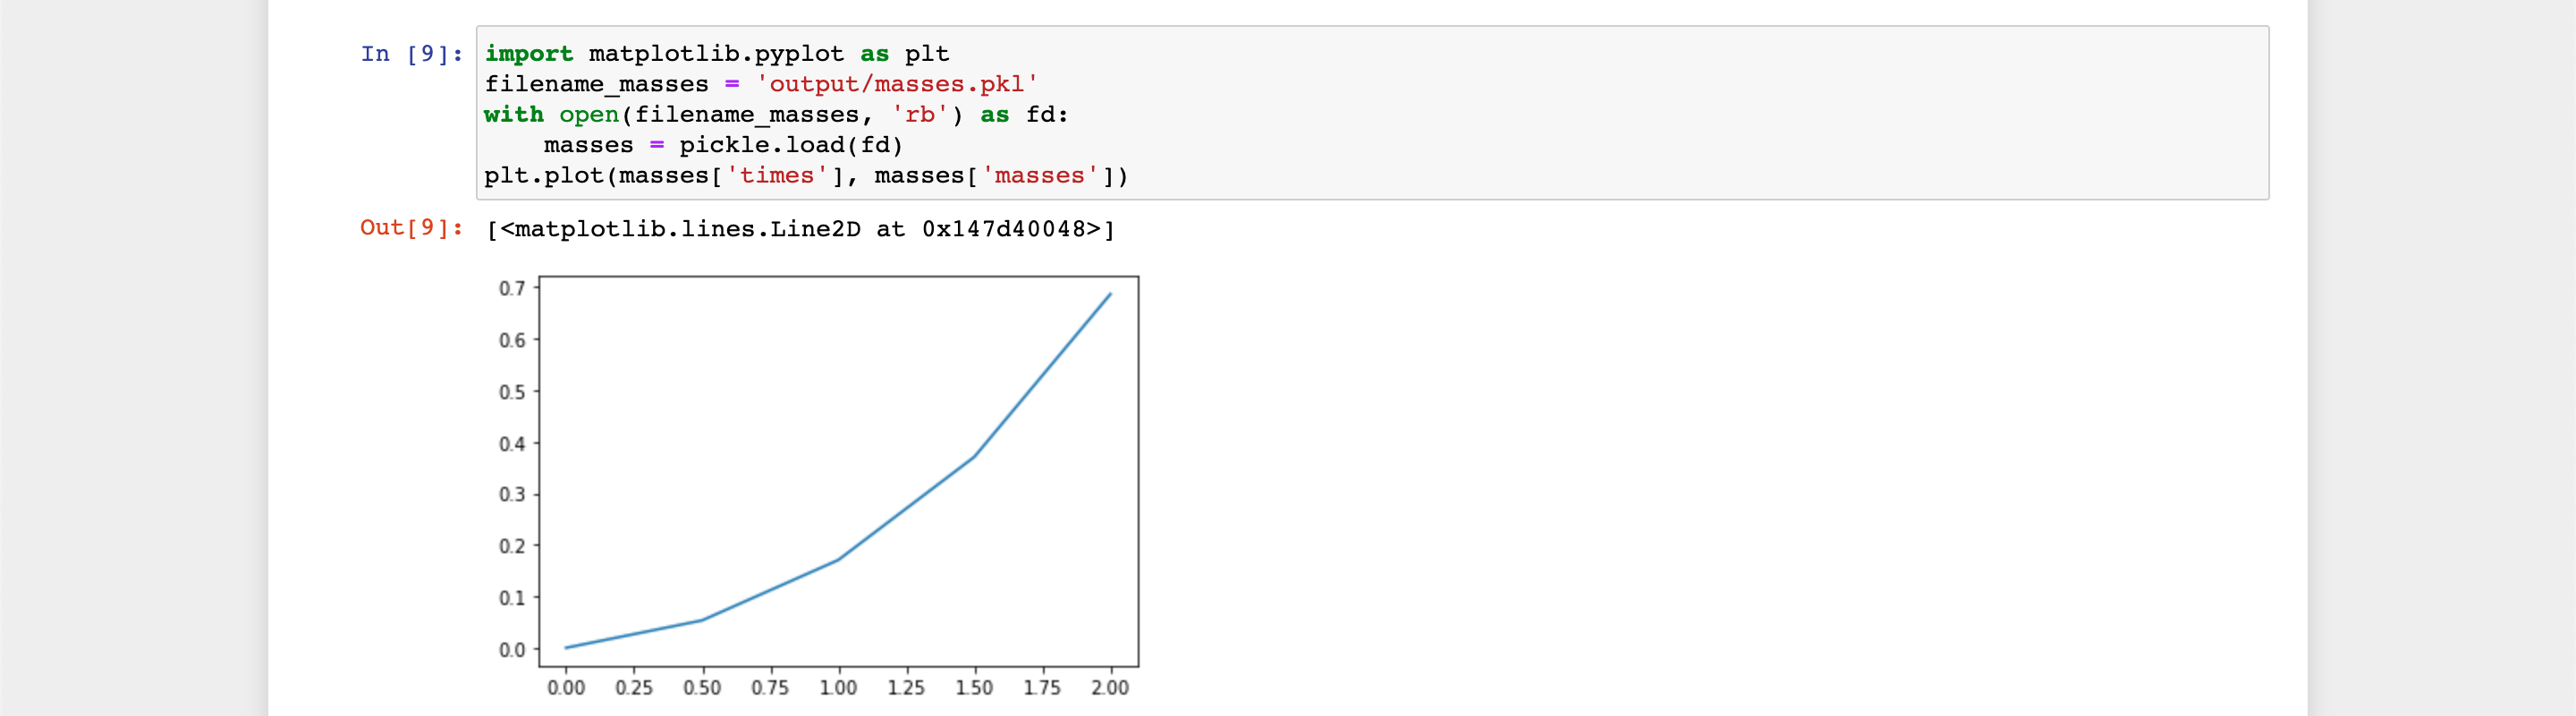 In [9]: import matplotlib.pyplot as plt
filename_masses = 'output/masses.pkl'
with open(filename_masses, 'rb') as fd:
    masses = pickle.load(fd)
plt.plot(masses['times'], masses['masses'])
Out[9]: [<matplotlib.lines.Line2D at 0x147d40048>]
0.7
0.6
0.5
0.4
0.3
0.2
0.1
0.0
0.00 0.25 0.50 0.75 1.00 1.25 1.50 1.75 2.00